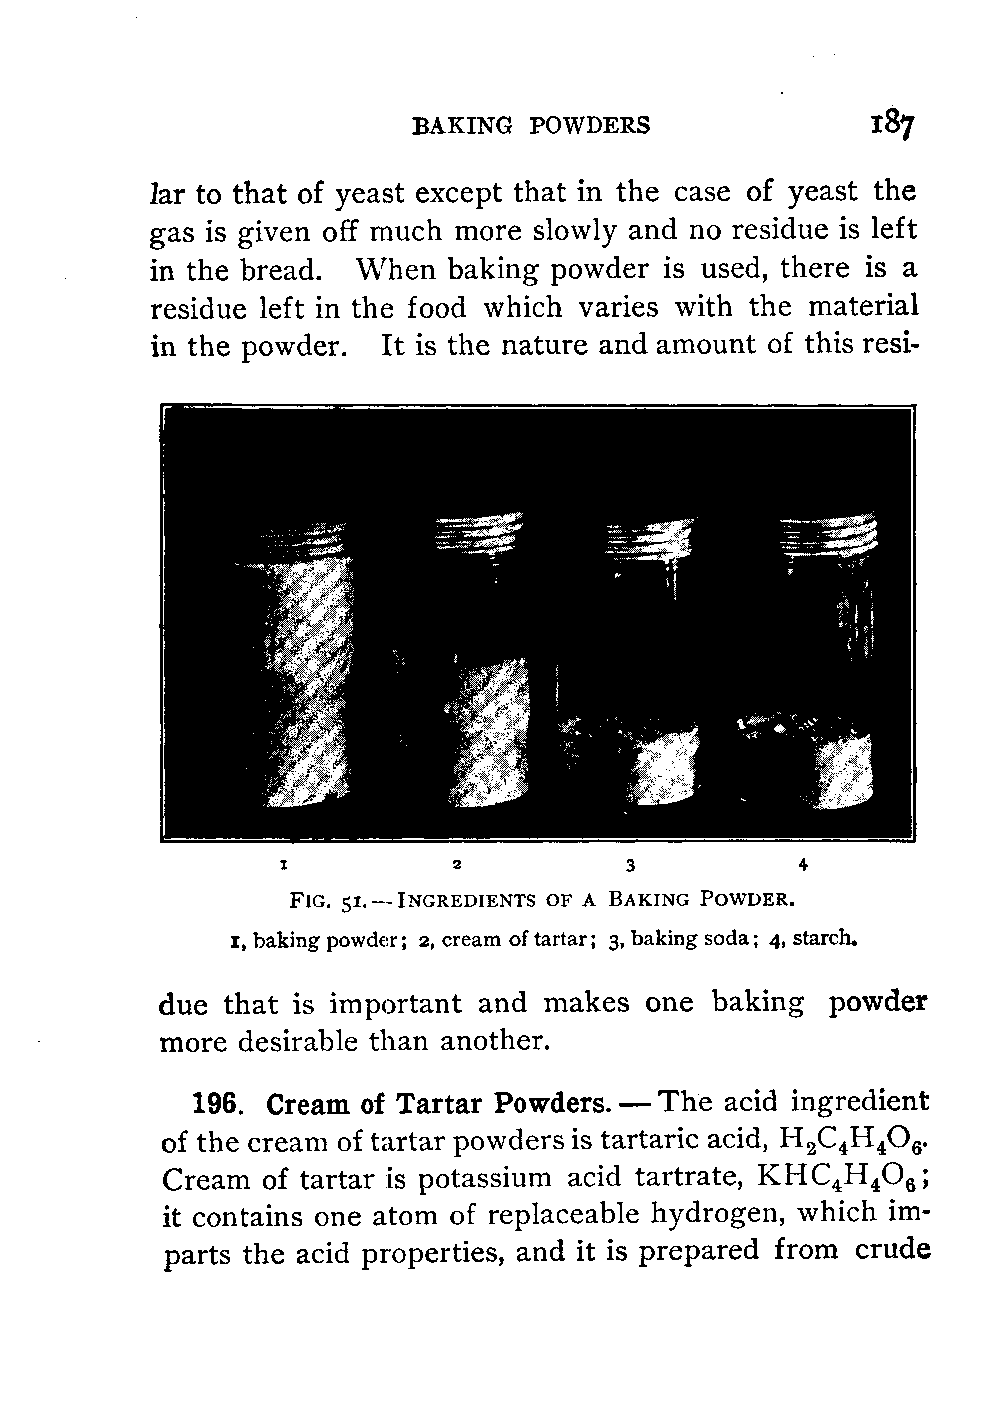 BAKING POWDERS 187
lar to that of yeast except that in the case of yeast the
gas is given off much more slowly and no residue is left
in the bread. When baking powder is used, there is a
residue left in the food which varies with the material
in the powder. It is the nature and amount of this resi-
1 2 3 4
FIG. 51.—INGREDIENTS OF A BAKING POWDER.
1, baking powder; 2, cream of tartar; 3, baking soda; 4, starch.
due that is important and makes one baking powder
more desirable than another.
196. Cream of Tartar Powders.—The acid ingredient
of the cream of tartar powders is tartaric acid, H₂C₄H₄O₆.
Cream of tartar is potassium acid tartrate, KHC₄H₄O₆;
it contains one atom of replaceable hydrogen, which im-
parts the acid properties, and it is prepared from crude